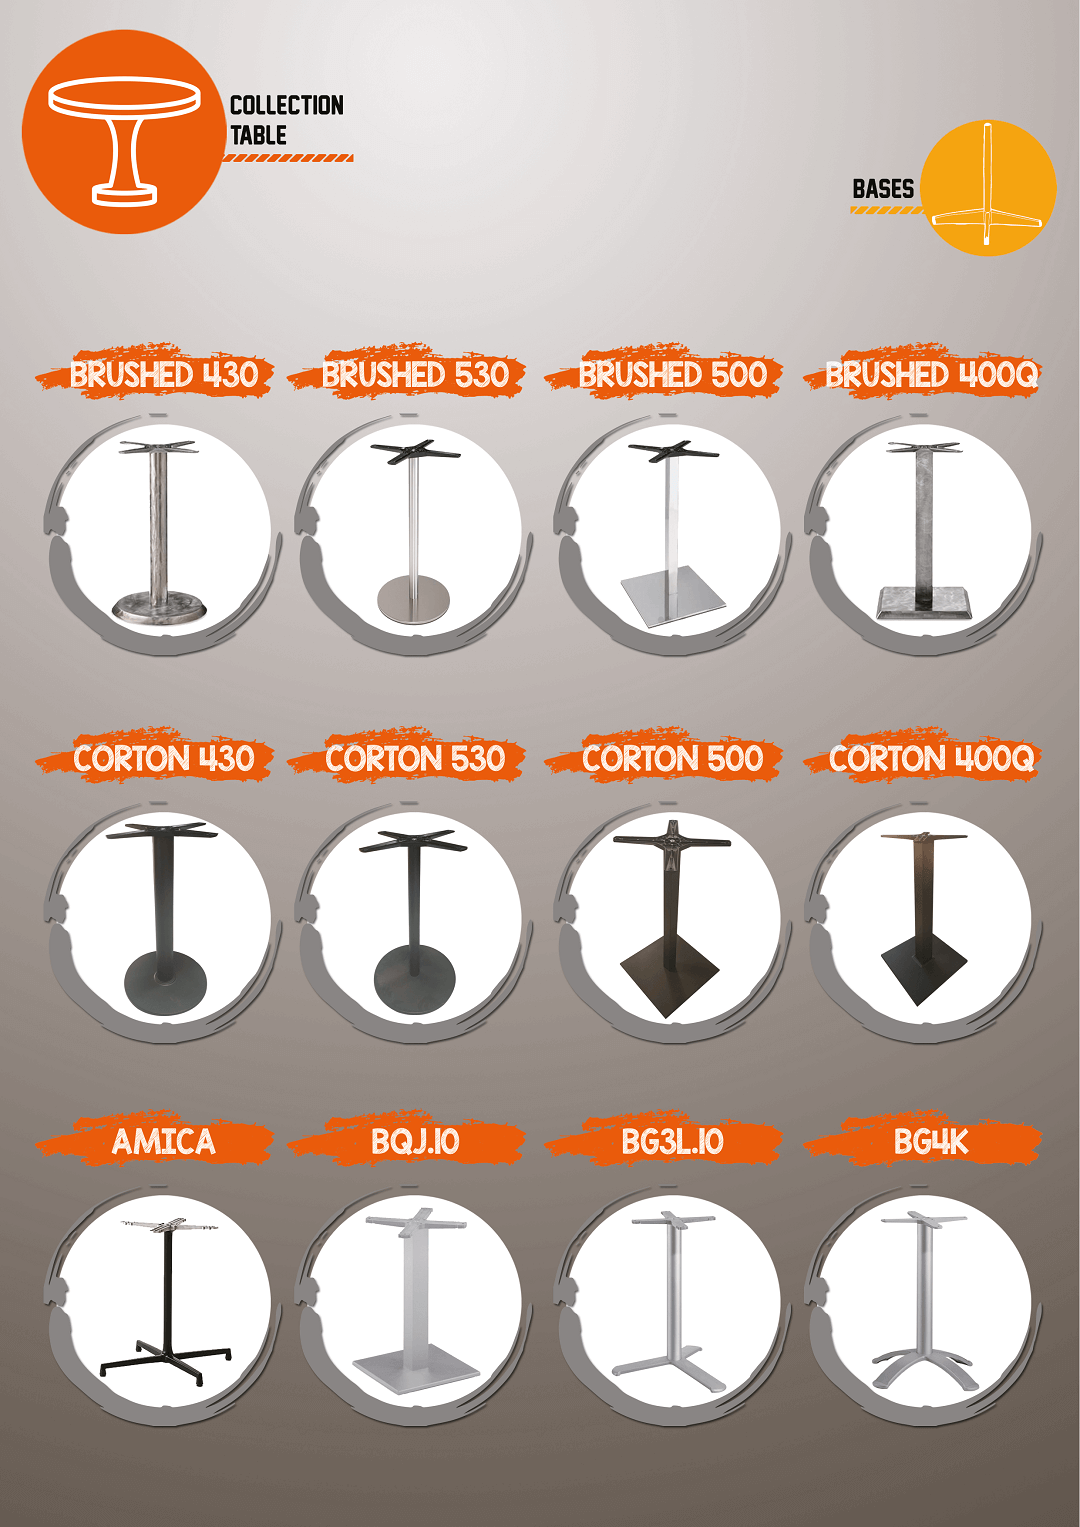 COLLECTION
TABLE
BASES
BRUSHED 430
BRUSHED 530
BRUSHED 500
BRUSHED 400Q
CORTON 430
CORTON 530
CORTON 500
CORTON 400Q
AMICA
BQJ.10
BG3L.10
BG4K